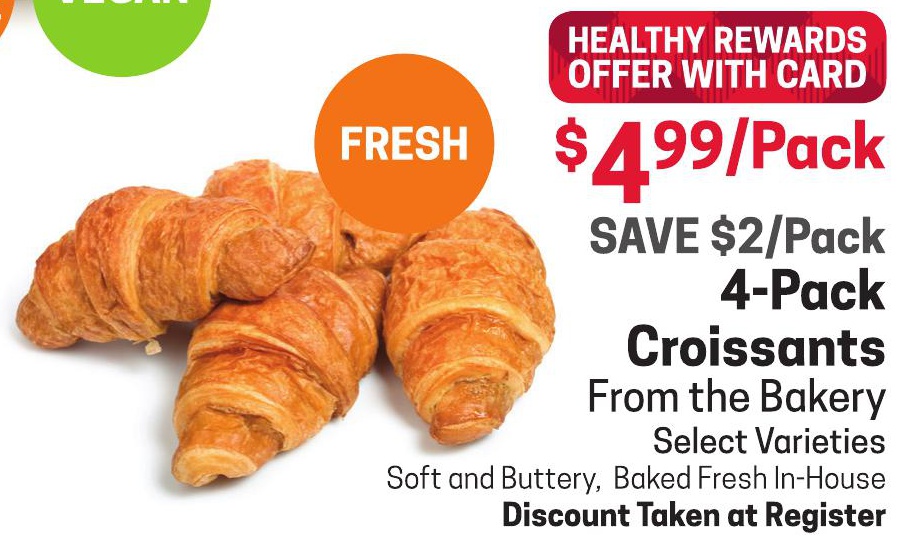 VEGAN
FRESH
HEALTHY REWARDS
OFFER WITH CARD
$4.99/Pack
SAVE $2/Pack
4-Pack
Croissants
From the Bakery
Select Varieties
Soft and Buttery, Baked Fresh In-House
Discount Taken at Register